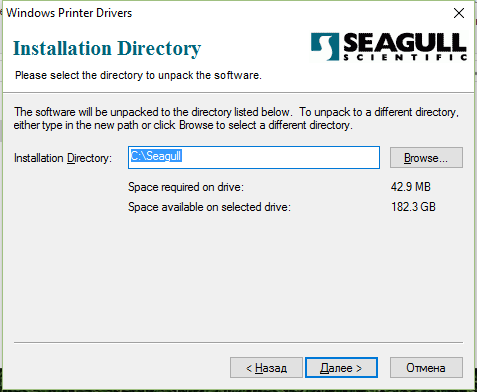 Windows Printer Drivers
Installation Directory
SEAGULL
SCIENTIFIC
Please select the directory to unpack the software.
The software will be unpacked to the directory listed below. To unpack to a different directory,
either type in the new path or click Browse to select a different directory.
Installation Directory:
C:\Seagull
Browse...
Space required on drive:
42.9 MB
Space available on selected drive:
182.3 GB
< Назад
Далее >
Отмена